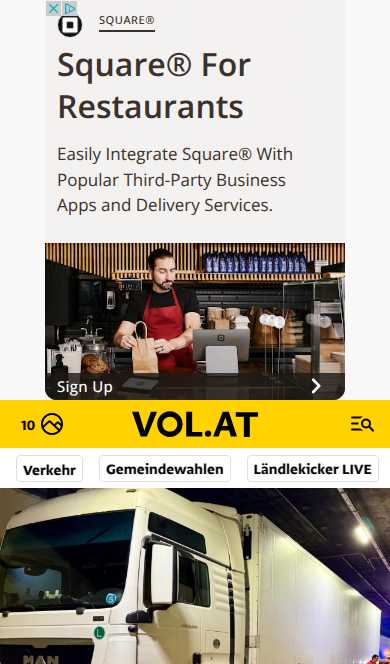 SQUARE®
Square® For
Restaurants
Easily Integrate Square® With
Popular Third-Party Business
Apps and Delivery Services.
Sign Up
10
VOL.AT
Verkehr
Gemeindewahlen
Ländlekicker LIVE
L
MAN